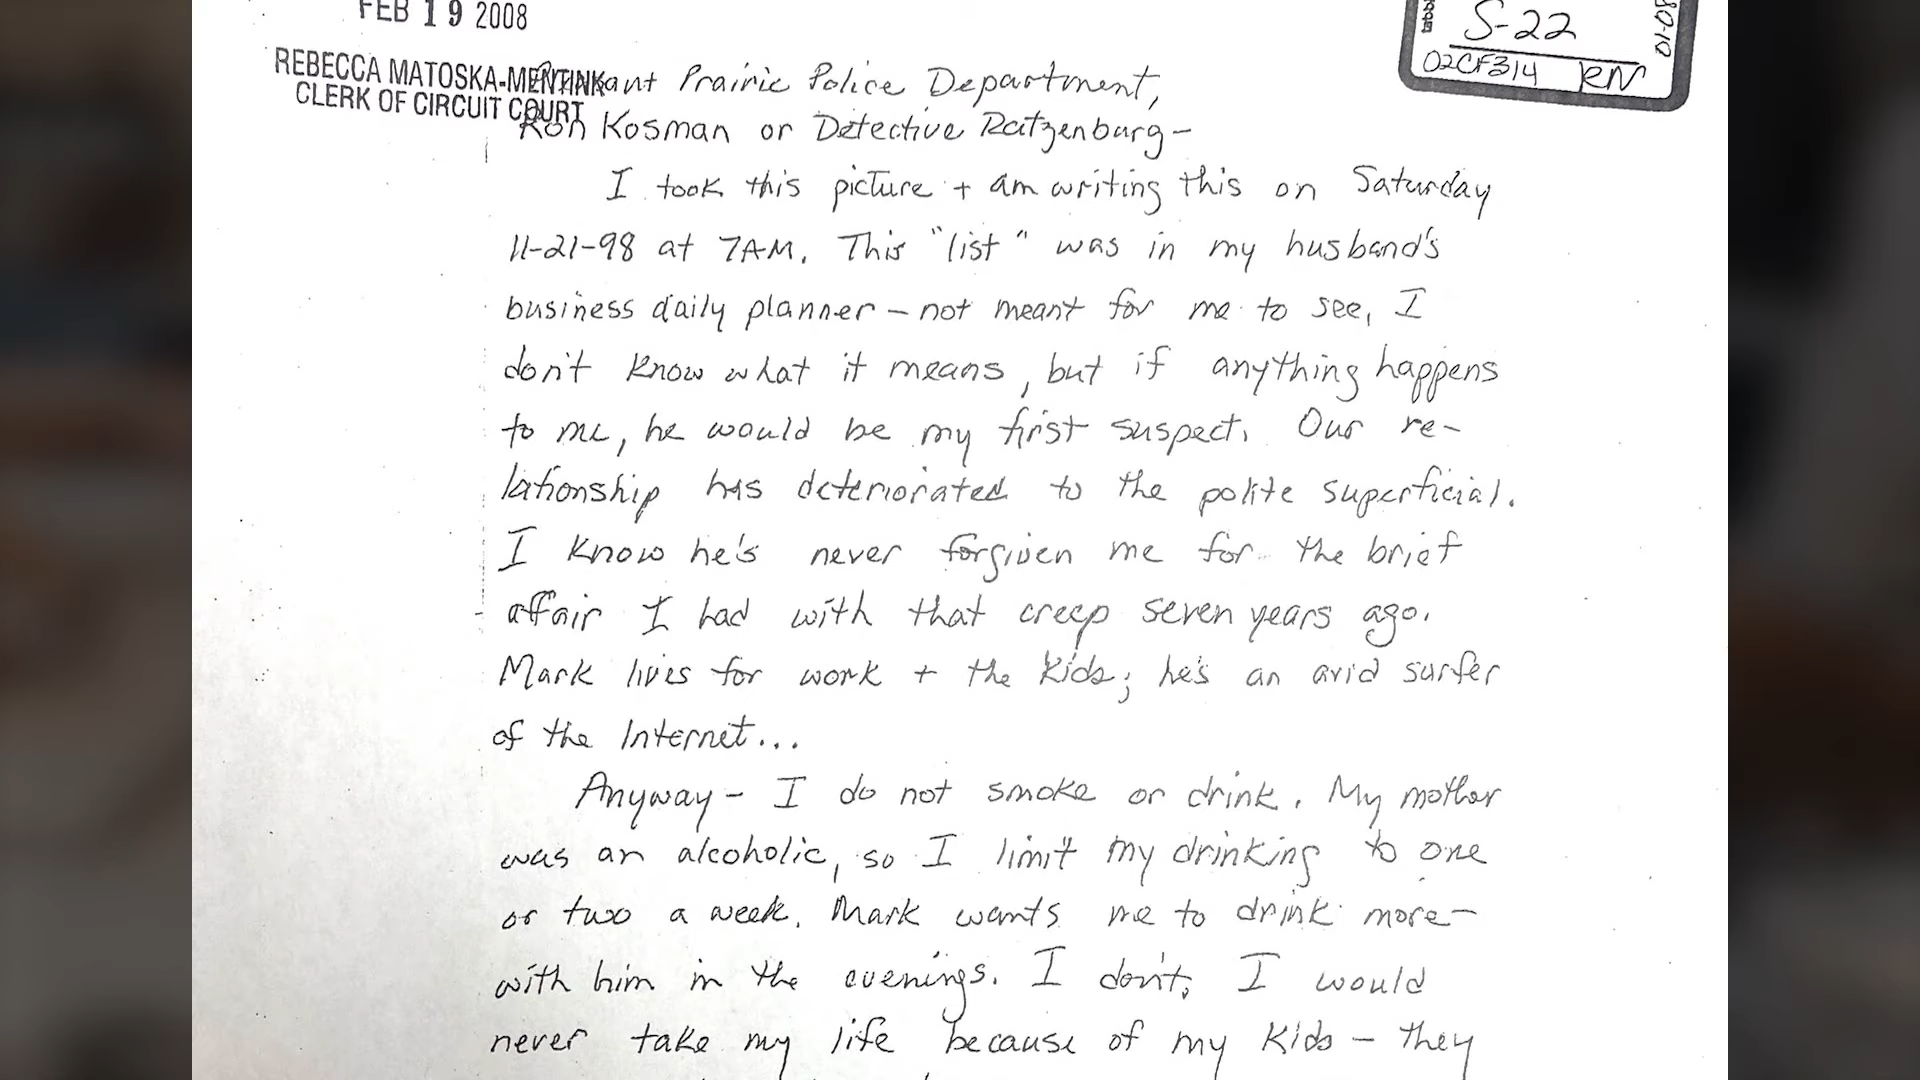 FEB 19 2008
REBECCA MATOSKA-MENTINK
CLERK OF CIRCUIT COURT
S-22
02CF314 RN
80-10
Prairie Police Department,
Ron Kosman or Detective Ratzenburg-
I took this picture + am writing this on Saturday
11-21-98 at 7AM. This "list" was in my husband's
business daily planner - not meant for me to see, I
don't know what it means, but if anything happens
to me, he would be my first suspect. Our re-
lationship has deteriorated to the polite superficial.
I know he's never forgiven me for the brief
affair I had with that creep seven years ago.
Mark lives for work + the kids; he's an avid surfer
of the Internet...
Anyway - I do not smoke or drink. My mother
was an alcoholic, so I limit my drinking to one
or two a week. Mark wants me to drink more-
with him in the evenings. I don't. I would
never take my life because of my kids - they